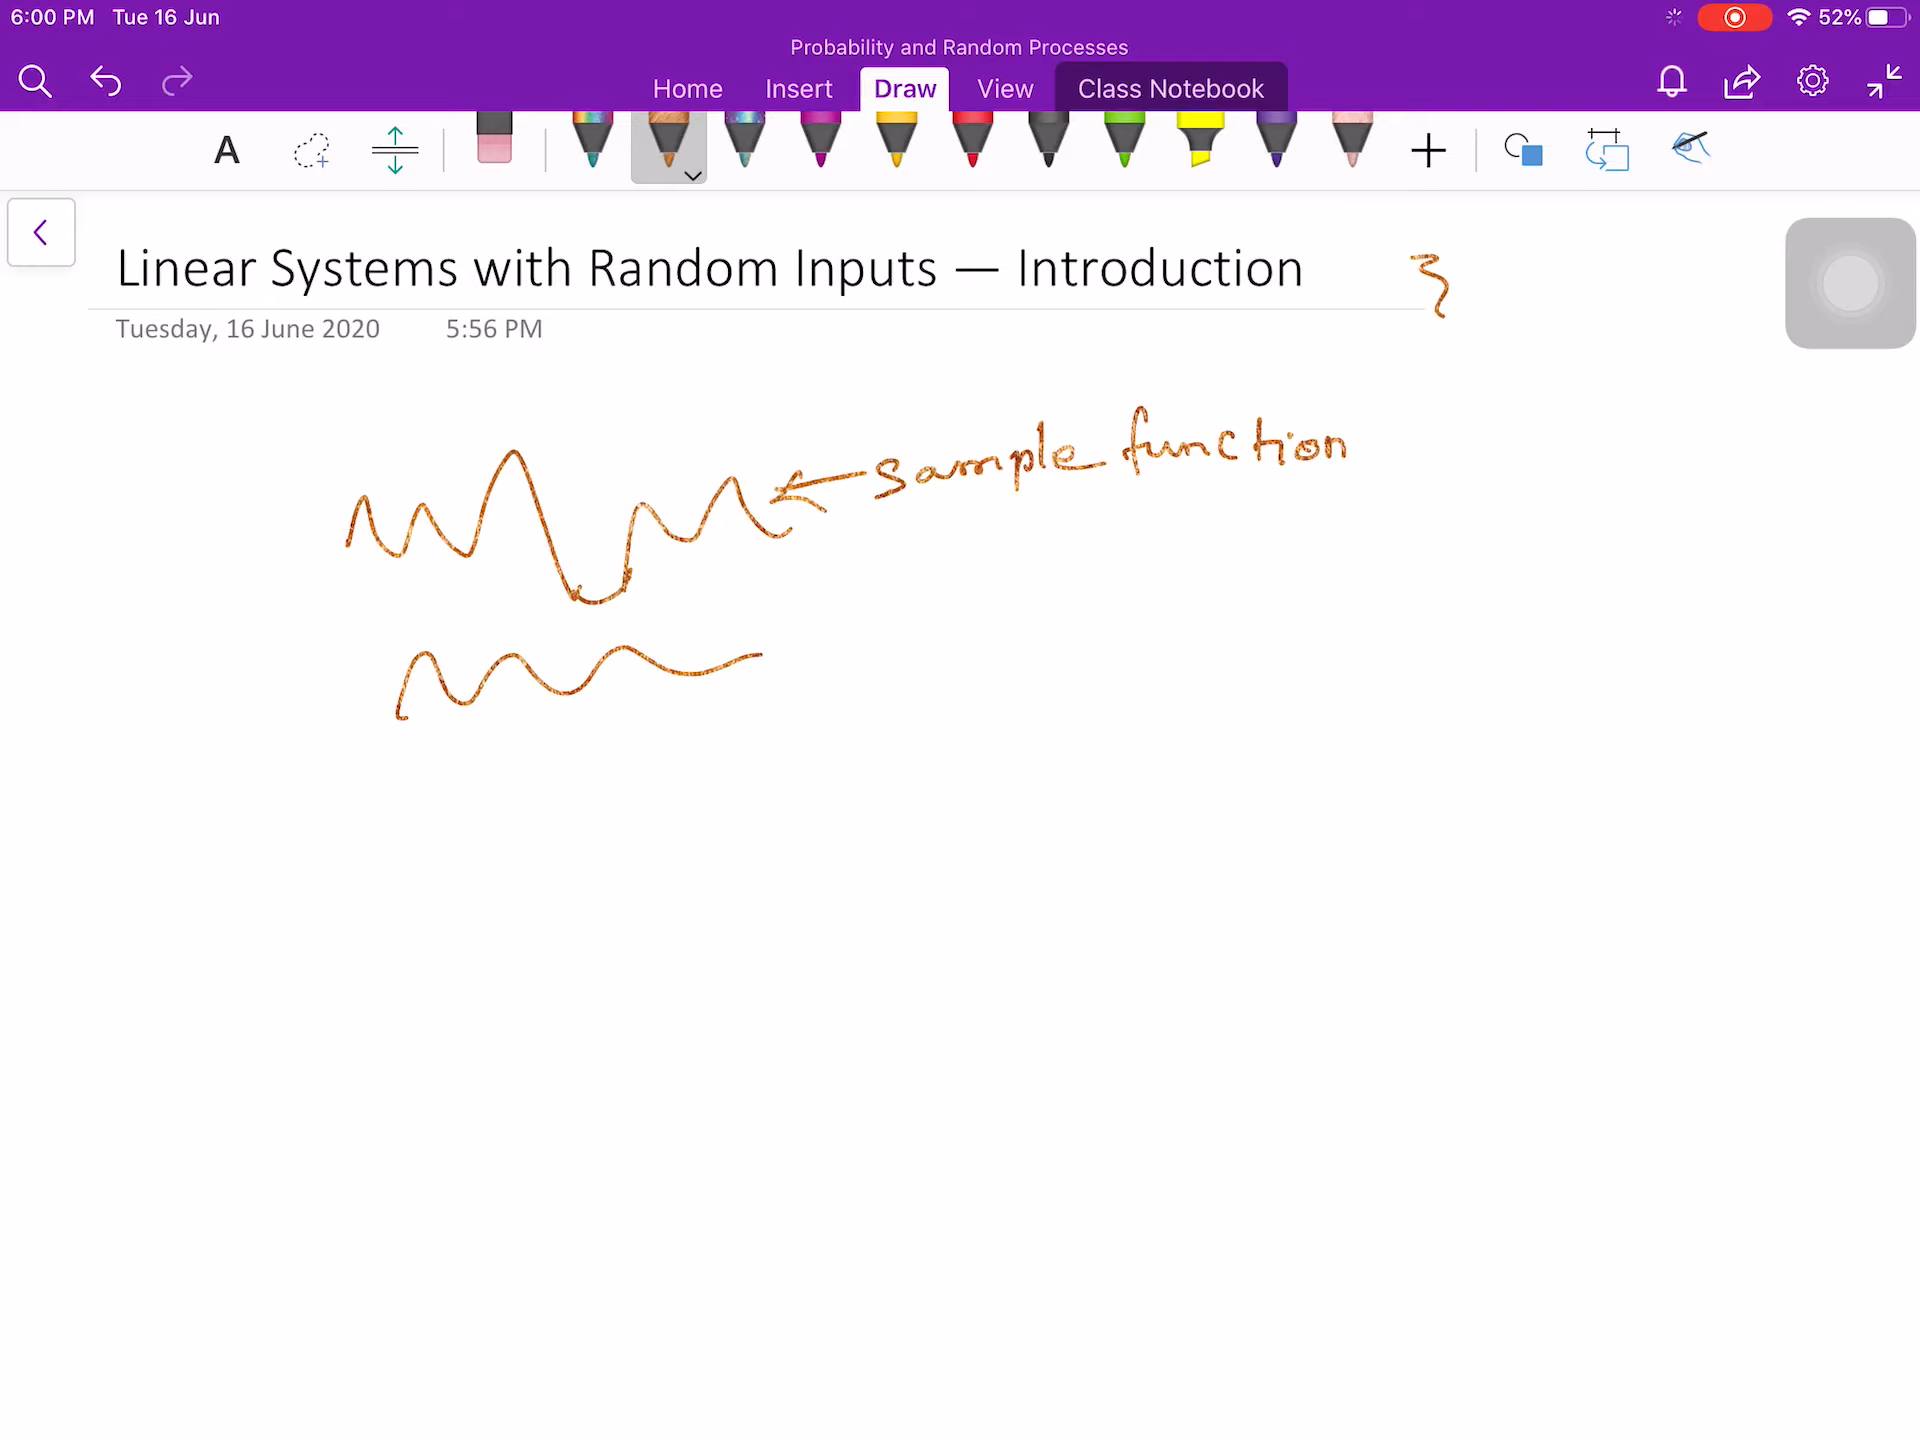 6:00 PM Tue 16 Jun 52%
Probability and Random Processes
Home Insert Draw View Class Notebook
A
Linear Systems with Random Inputs — Introduction
Tuesday, 16 June 2020 5:56 PM
sample function